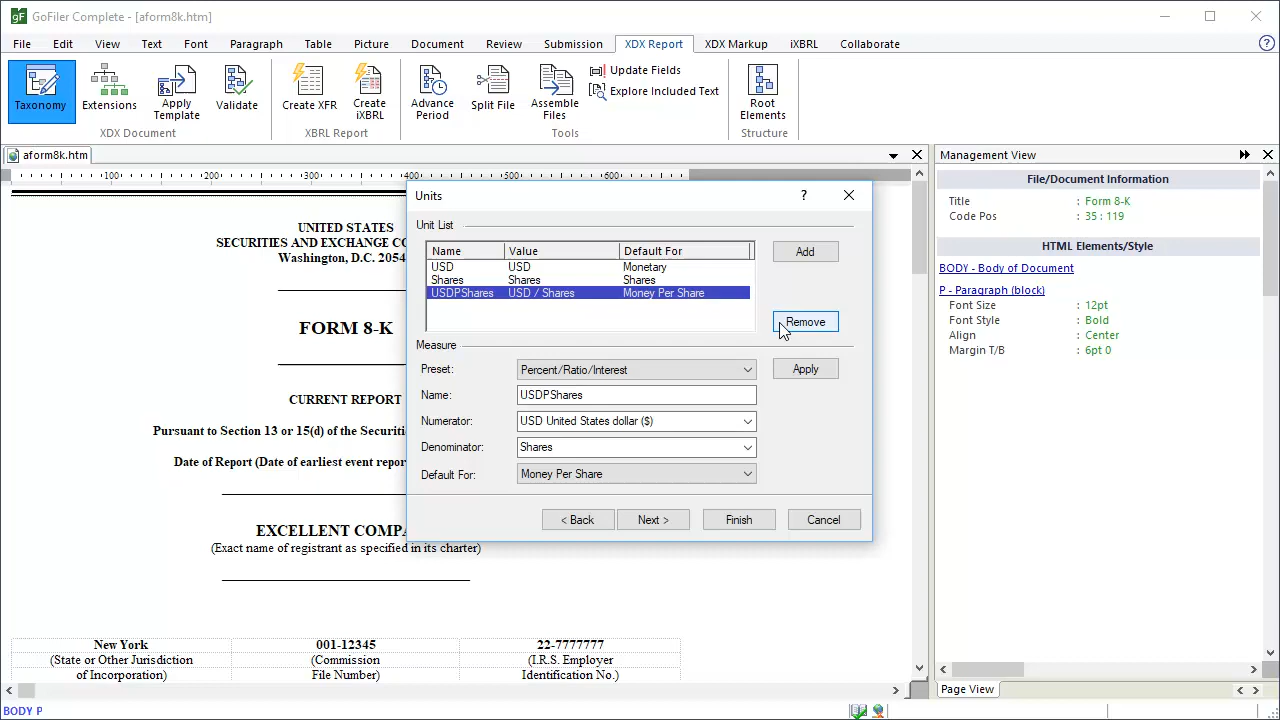 GoFiler Complete - [aform8k.htm]
File Edit View Text Font Paragraph Table Picture Document Review Submission XDX Report XDX Markup iXBRL Collaborate
Taxonomy Extensions Apply Template Validate Create XFR Create iXBRL Advance Period Split File Assemble Files Update Fields Explore Included Text Root Elements
XDX Document XBRL Report Tools Structure
aform8k.htm
100 200 300 400 500 600
UNITED STATES
SECURITIES AND EXCHANGE CO
Washington, D.C. 2054
FORM 8-K
CURRENT REPORT
Pursuant to Section 13 or 15(d) of the Securiti
Date of Report (Date of earliest event repor
EXCELLENT COMPA
(Exact name of registrant as specified in its charter)
New York 001-12345 22-7777777
(State or Other Jurisdiction (Commission (I.R.S. Employer
of Incorporation) File Number) Identification No.)
Units
Unit List
Name Value Default For
USD USD Monetary
Shares Shares Shares
USDPShares USD / Shares Money Per Share
Add
Remove
Measure
Preset: Percent/Ratio/Interest Apply
Name: USDPShares
Numerator: USD United States dollar ($)
Denominator: Shares
Default For: Money Per Share
< Back Next > Finish Cancel
Management View
File/Document Information
Title : Form 8-K
Code Pos : 35 : 119
HTML Elements/Style
BODY - Body of Document
P - Paragraph (block)
Font Size : 12pt
Font Style : Bold
Align : Center
Margin T/B : 6pt 0
Page View
BODY P